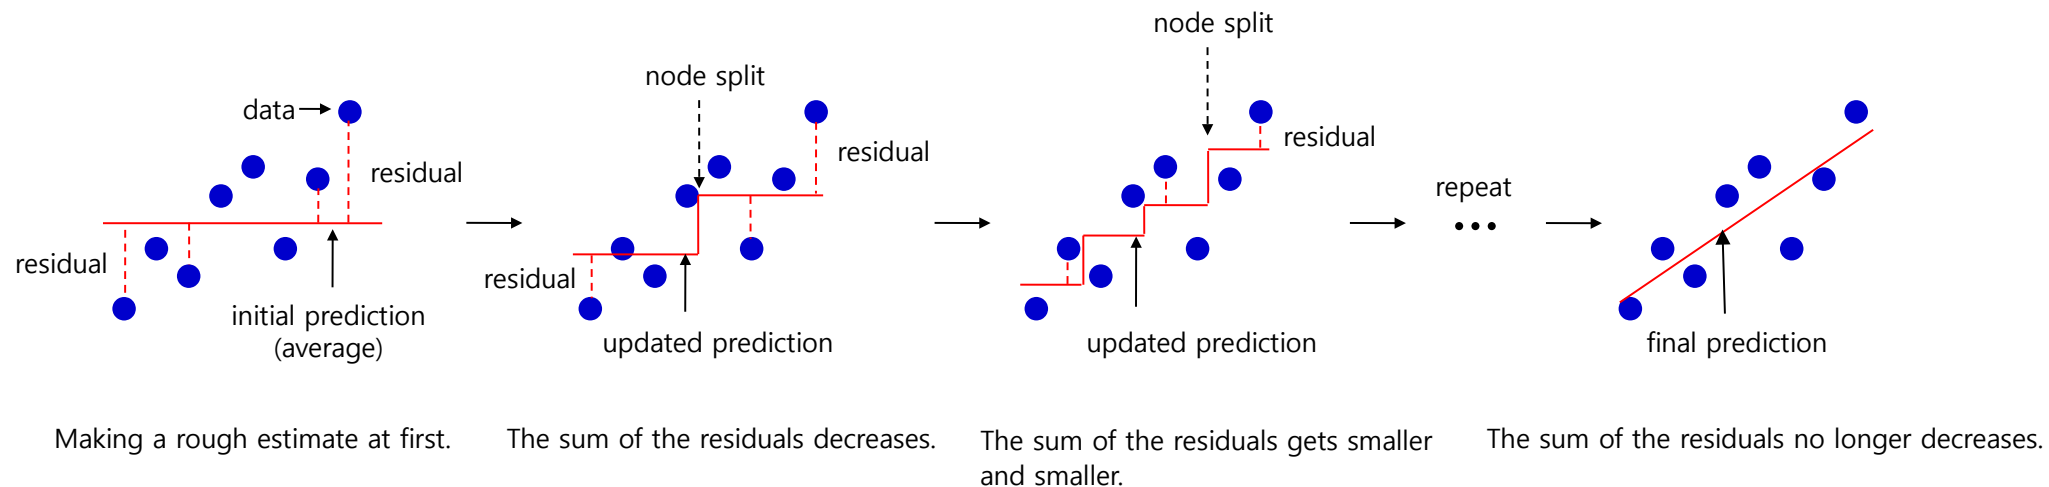 data
residual
residual
initial prediction
(average)
Making a rough estimate at first.
node split
residual
residual
updated prediction
The sum of the residuals decreases.
node split
residual
updated prediction
The sum of the residuals gets smaller
and smaller.
repeat
...
final prediction
The sum of the residuals no longer decreases.